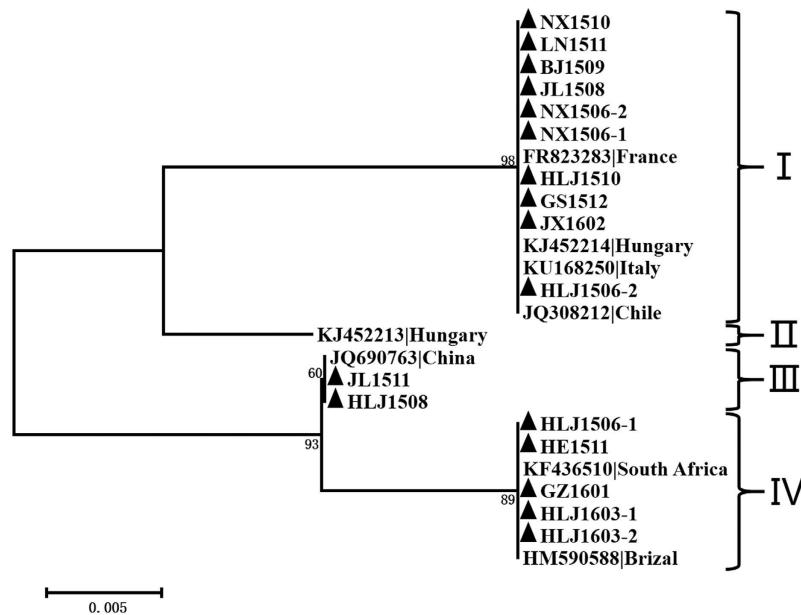 NX1510
LN1511
BJ1509
JL1508
NX1506-2
NX1506-1
98
FR823283|France
HLJ1510
I
GS1512
JX1602
KJ452214|Hungary
KU168250|Italy
HLJ1506-2
JQ308212|Chile
KJ452213|Hungary
II
JQ690763|China
60
JL1511
III
HLJ1508
93
HLJ1506-1
HE1511
KF436510|South Africa
89
GZ1601
IV
HLJ1603-1
HLJ1603-2
HM590588|Brizal
0.005